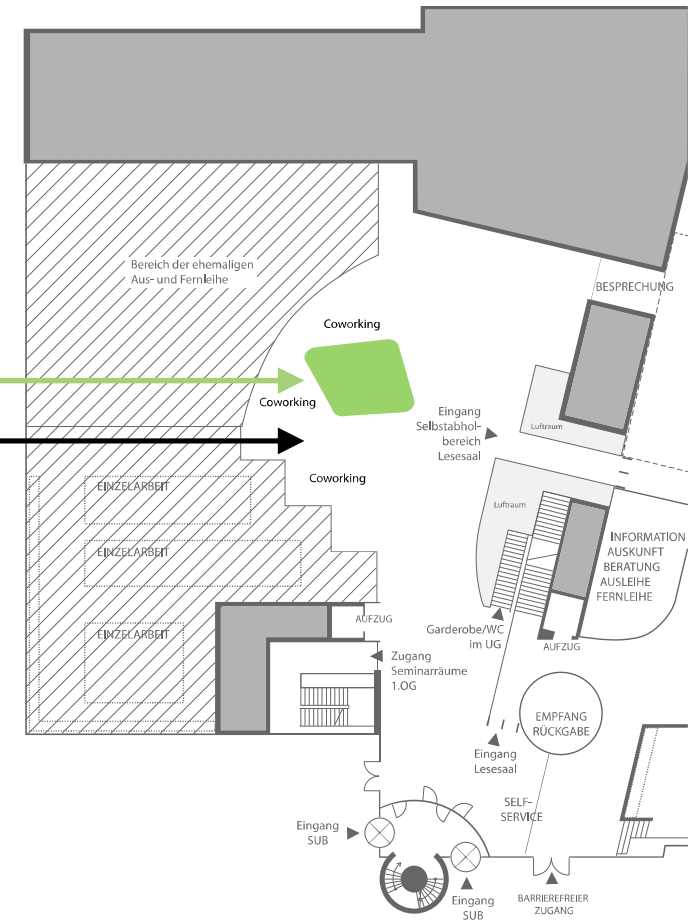 Bereich der ehemaligen
Aus- und Fernleihe
BESPRECHUNG
Coworking
Coworking
Eingang
Selbstabhol-
bereich
Lesesaal
Luftraum
Coworking
EINZELARBEIT
Luftraum
EINZELARBEIT
INFORMATION
AUSKUNFT
BERATUNG
AUSLEIHE
FERNLEIHE
EINZELARBEIT
AUFZUG
Garderobe/WC
im UG
AUFZUG
Zugang
Seminarräume
1.OG
EMPFANG
RÜCKGABE
Eingang
Lesesaal
SELF-
SERVICE
Eingang
SUB
Eingang
SUB
BARRIEREFREIER
ZUGANG